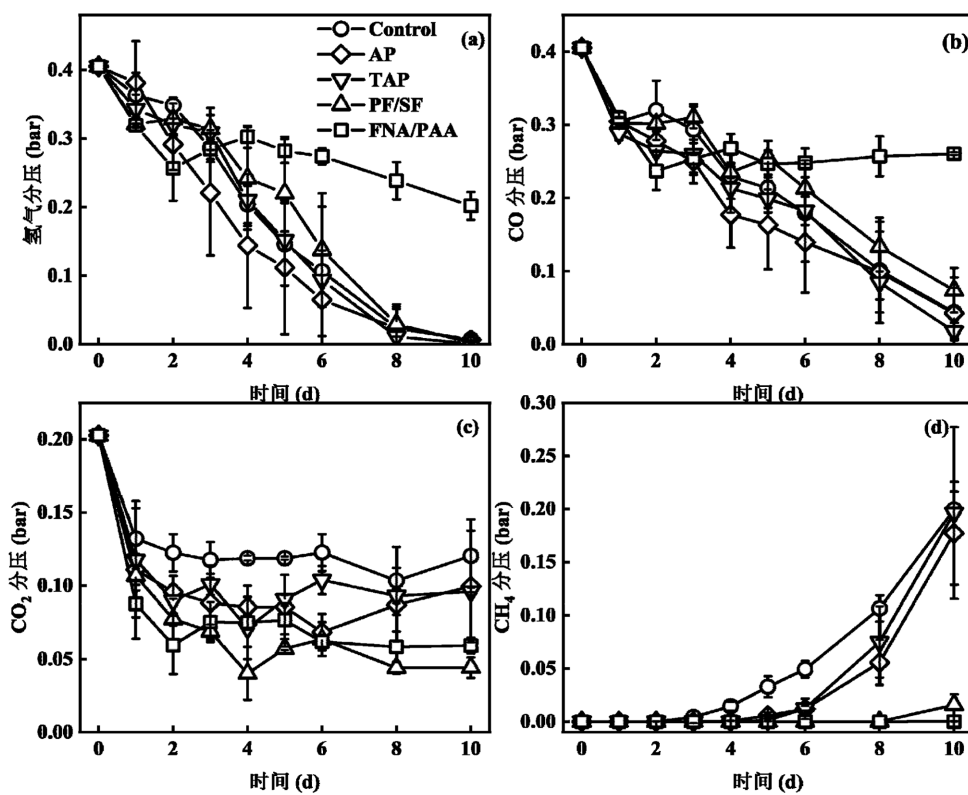 Control
AP
TAP
PF/SF
FNA/PAA
(a)
氢气分压 (bar)
0.4
0.3
0.2
0.1
0.0
0 2 4 6 8 10
时间 (d)
(b)
CO 分压 (bar)
0.4
0.3
0.2
0.1
0.0
0 2 4 6 8 10
时间 (d)
(c)
CO₂ 分压 (bar)
0.20
0.15
0.10
0.05
0.00
0 2 4 6 8 10
时间 (d)
(d)
CH₄ 分压 (bar)
0.30
0.25
0.20
0.15
0.10
0.05
0.00
0 2 4 6 8 10
时间 (d)